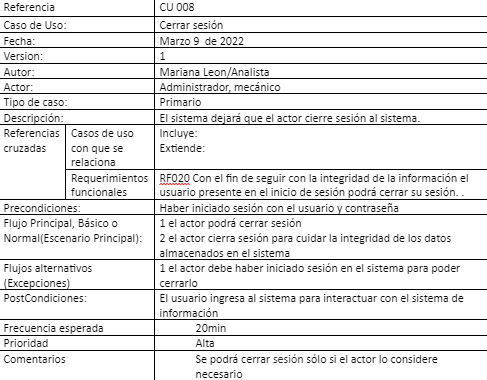 Referencia CU 008
Caso de Uso: Cerrar sesión
Fecha: Marzo 9 de 2022
Version: 1
Autor: Mariana Leon/Analista
Actor: Administrador, mecánico
Tipo de caso: Primario
Descripción: El sistema dejará que el actor cierre sesión al sistema.
Referencias cruzadas
Casos de uso con que se relaciona
Incluye:
Extiende:
Requerimientos funcionales
RF020 Con el fin de seguir con la integridad de la información el
usuario presente en el inicio de sesión podrá cerrar su sesión. .
Precondiciones: Haber iniciado sesión con el usuario y contraseña
Flujo Principal, Básico o
Normal(Escenario Principal):
1 el actor podrá cerrar sesión
2 el actor cierra sesión para cuidar la integridad de los datos
almacenados en el sistema
Flujos alternativos
(Excepciones)
1 el actor debe haber iniciado sesión en el sistema para poder
cerrarlo
PostCondiciones: El usuario ingresa al sistema para interactuar con el sistema de
información
Frecuencia esperada 20min
Prioridad Alta
Comentarios Se podrá cerrar sesión sólo si el actor lo considere
necesario